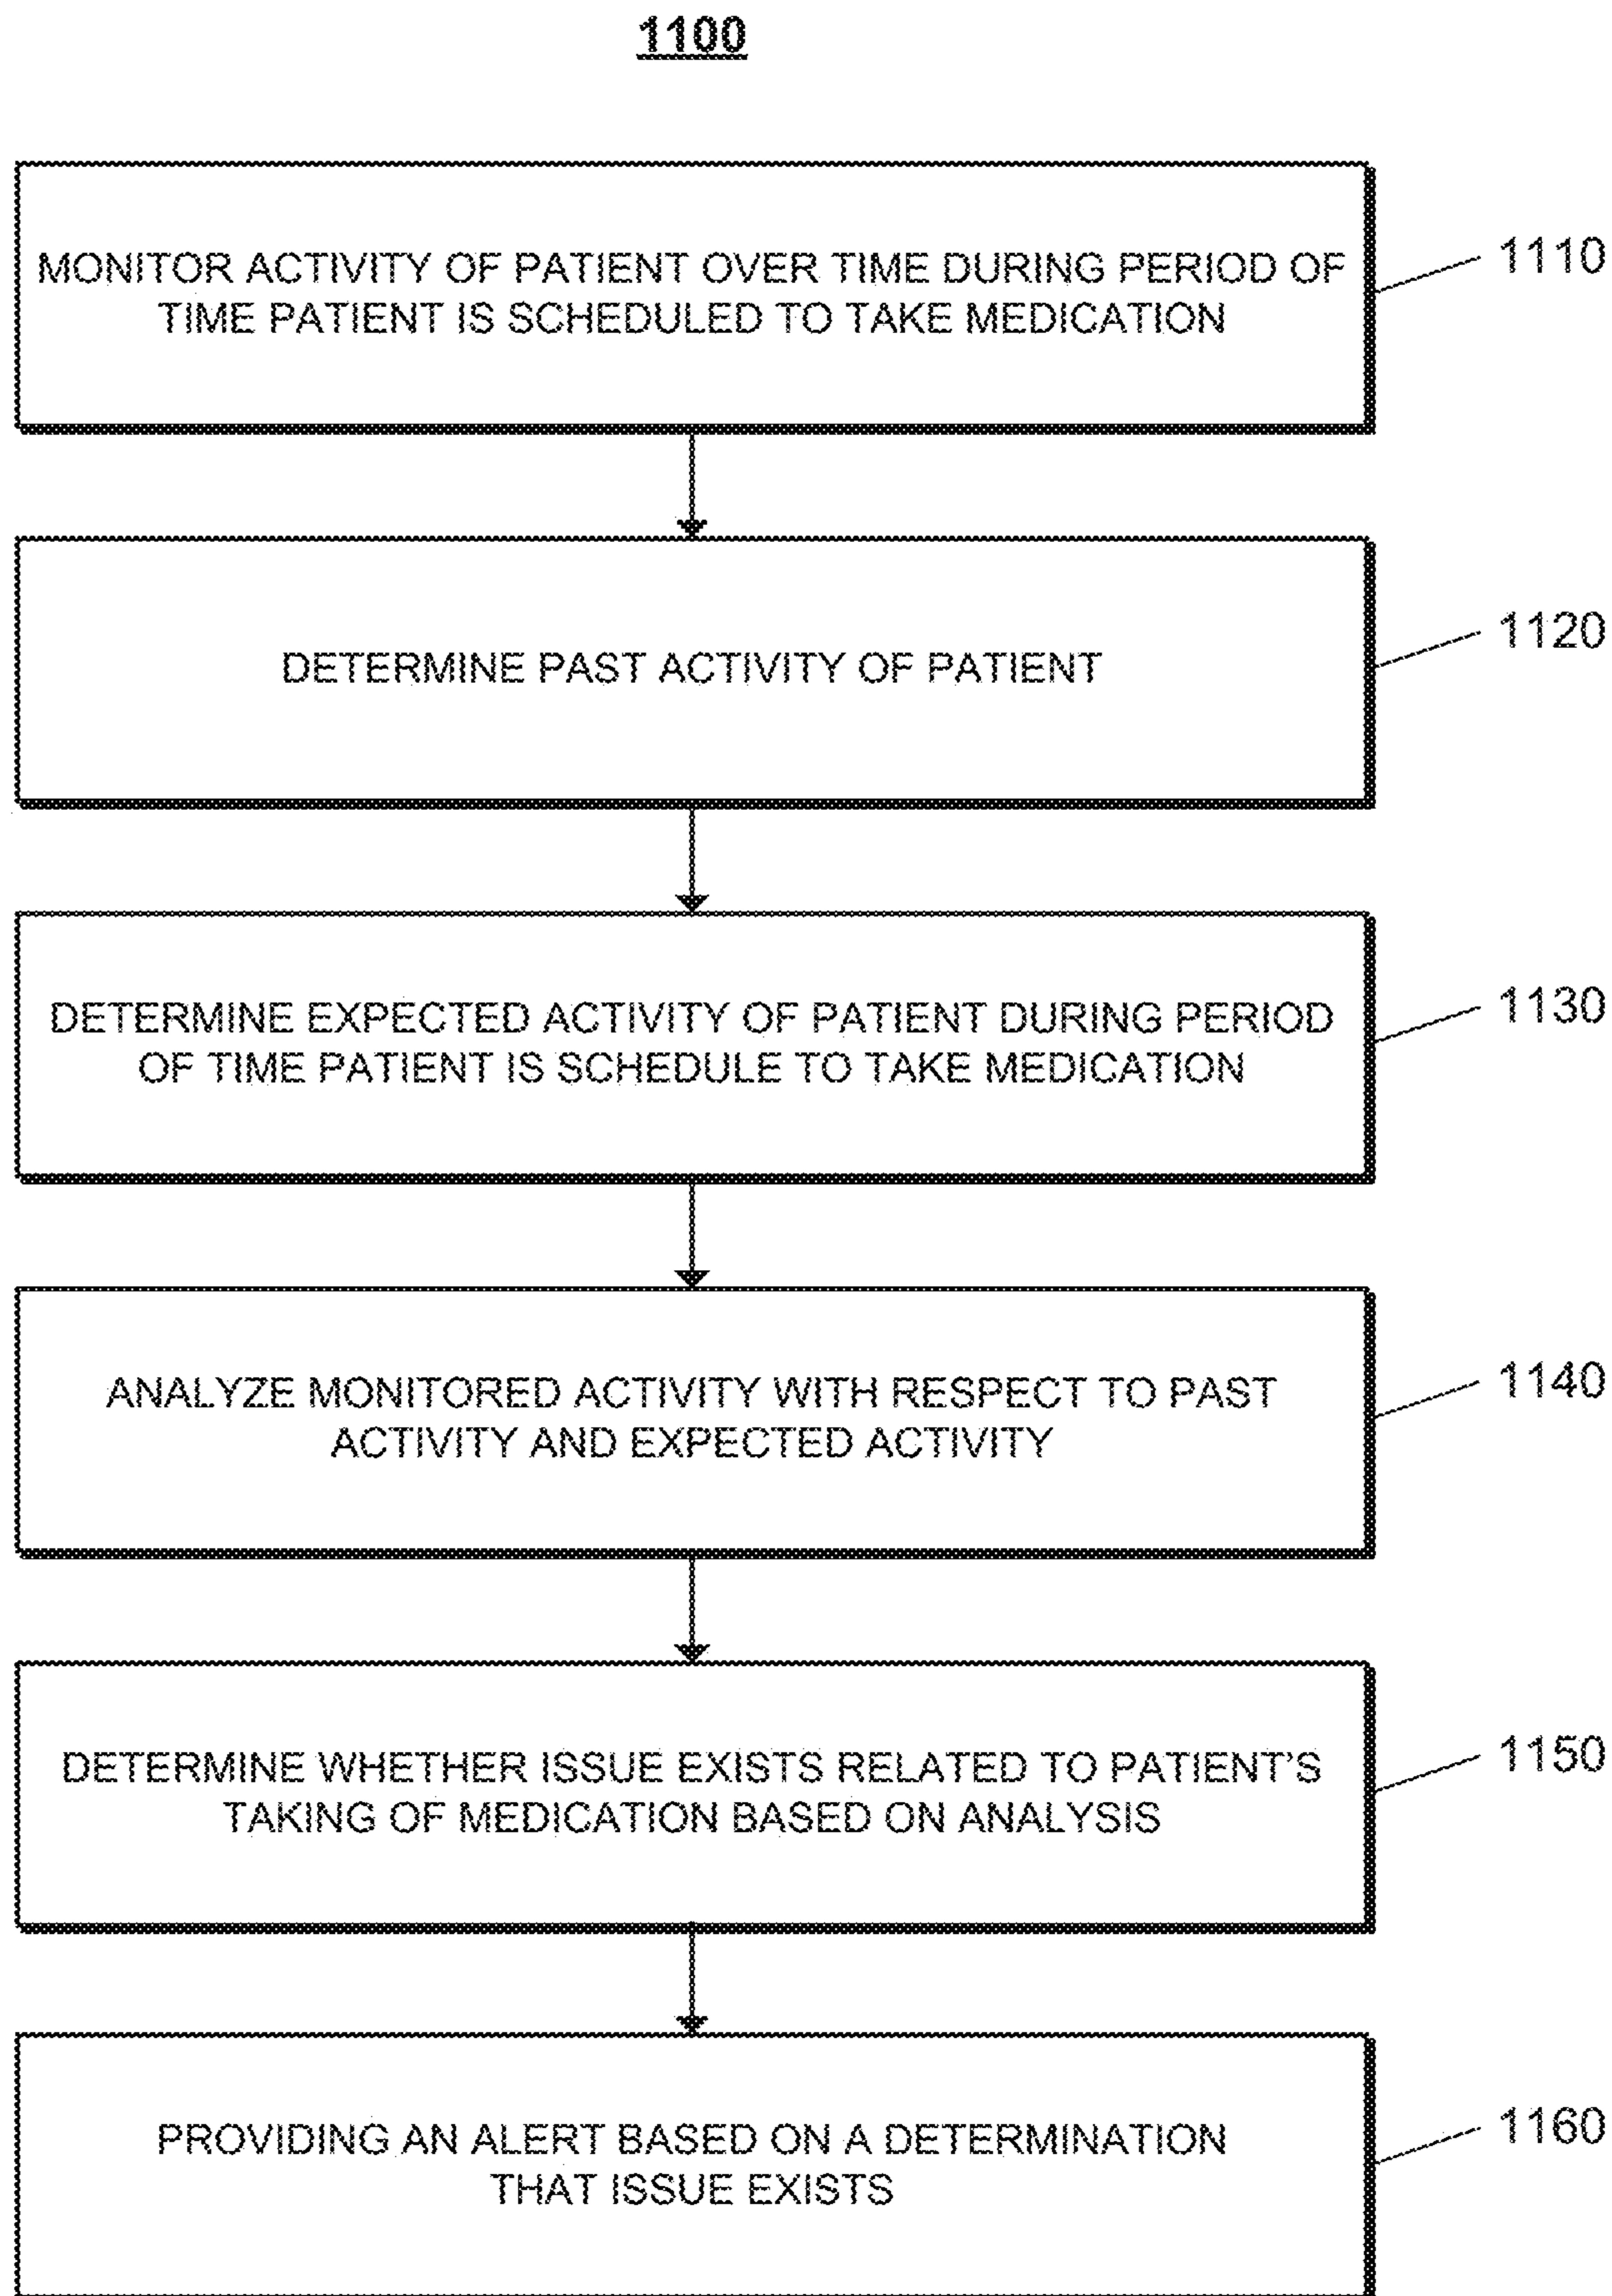 1100
MONITOR ACTIVITY OF PATIENT OVER TIME DURING PERIOD OF
TIME PATIENT IS SCHEDULED TO TAKE MEDICATION
1110
DETERMINE PAST ACTIVITY OF PATIENT
1120
DETERMINE EXPECTED ACTIVITY OF PATIENT DURING PERIOD
OF TIME PATIENT IS SCHEDULE TO TAKE MEDICATION
1130
ANALYZE MONITORED ACTIVITY WITH RESPECT TO PAST
ACTIVITY AND EXPECTED ACTIVITY
1140
DETERMINE WHETHER ISSUE EXISTS RELATED TO PATIENT'S
TAKING OF MEDICATION BASED ON ANALYSIS
1150
PROVIDING AN ALERT BASED ON A DETERMINATION
THAT ISSUE EXISTS
1160